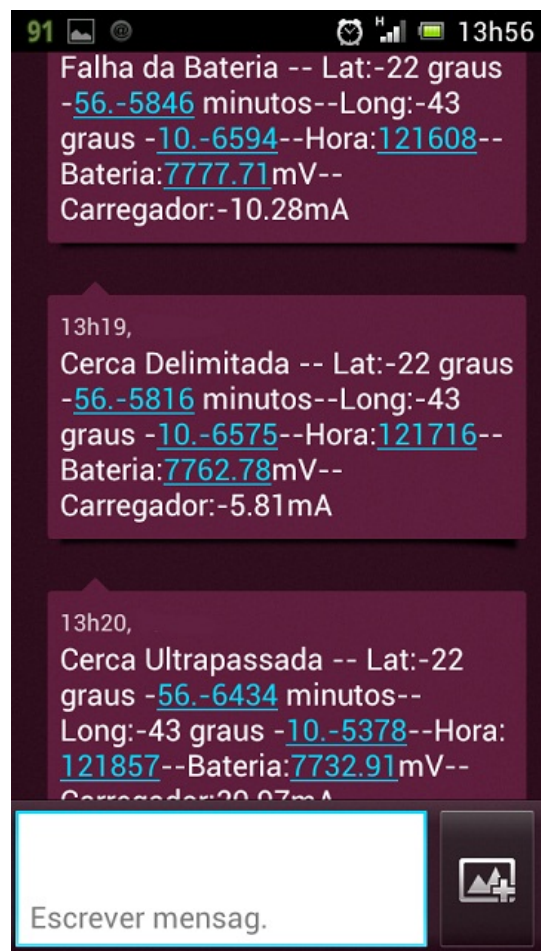 91 @ H 13h56
Falha da Bateria -- Lat:-22 graus
-56.-5846 minutos--Long:-43
graus -10.-6594--Hora:121608--
Bateria:7777.71mV--
Carregador:-10.28mA
13h19,
Cerca Delimitada -- Lat:-22 graus
-56.-5816 minutos--Long:-43
graus -10.-6575--Hora:121716--
Bateria:7762.78mV--
Carregador:-5.81mA
13h20,
Cerca Ultrapassada -- Lat:-22
graus -56.-6434 minutos--
Long:-43 graus -10.-5378--Hora:
121857--Bateria:7732.91mV--
Escrever mensag.